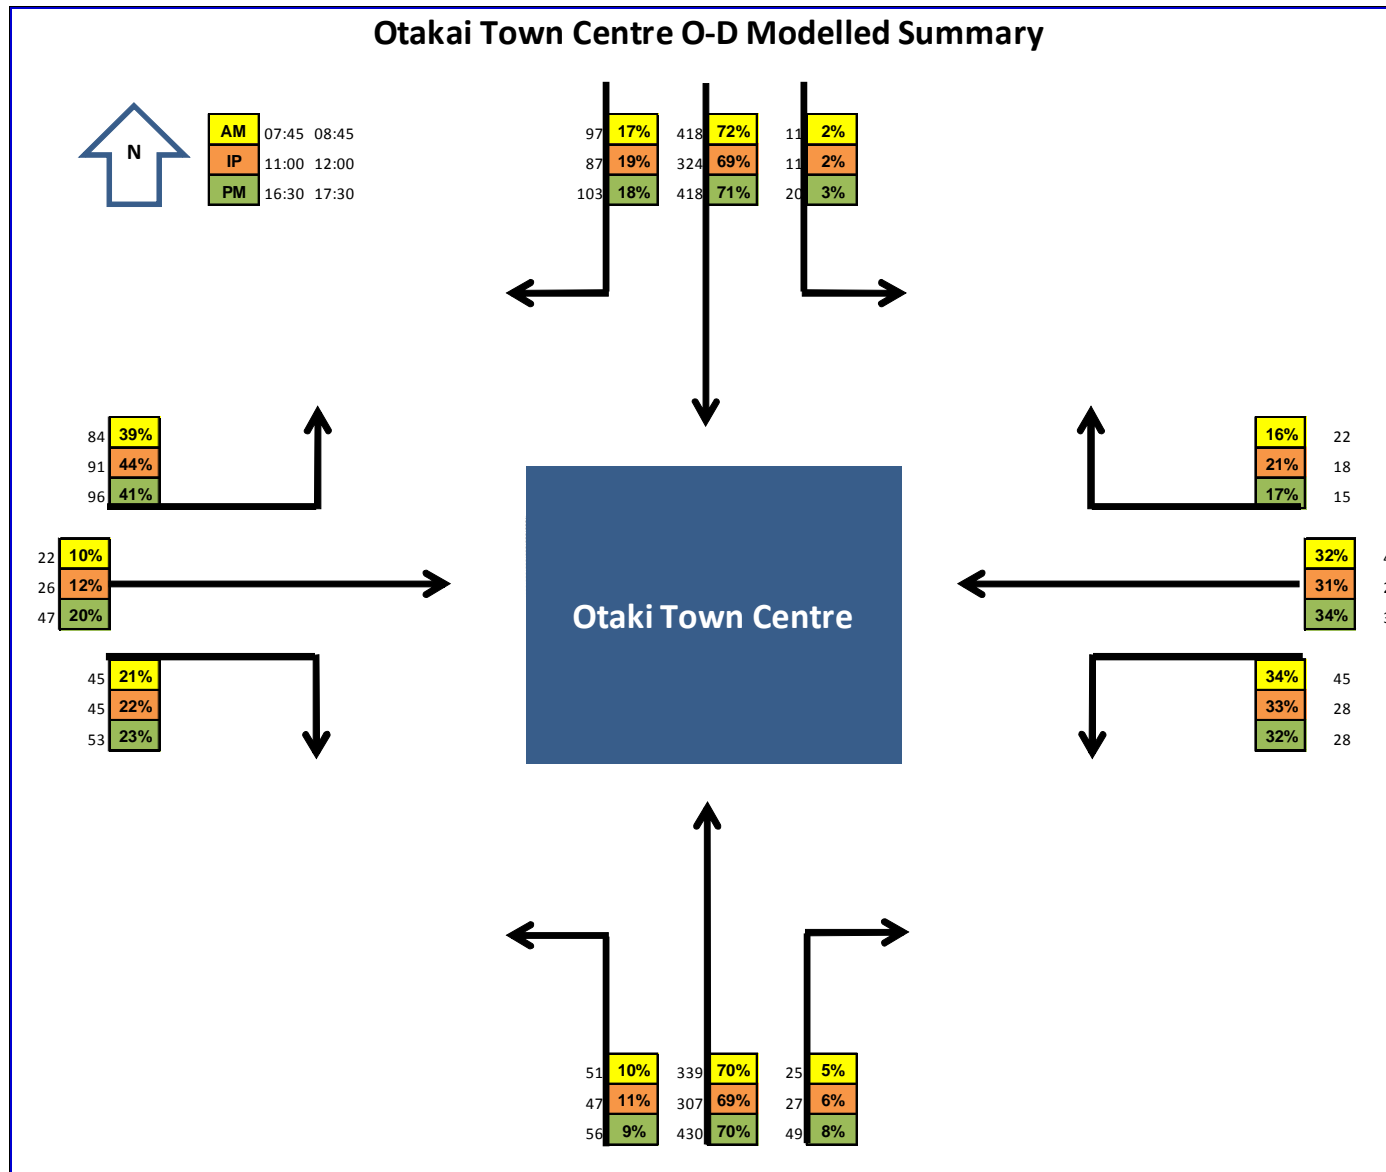 Otakai Town Centre O-D Modelled Summary
N
AM 07:45 08:45
IP 11:00 12:00
PM 16:30 17:30
97 17% 418 72% 11 2%
87 19% 324 69% 11 2%
103 18% 418 71% 20 3%
84 39%
91 44%
96 41%
16% 22
21% 18
17% 15
22 10%
26 12%
47 20%
Otaki Town Centre
32%
31%
34%
45 21%
45 22%
53 23%
34% 45
33% 28
32% 28
51 10% 339 70% 25 5%
47 11% 307 69% 27 6%
56 9% 430 70% 49 8%